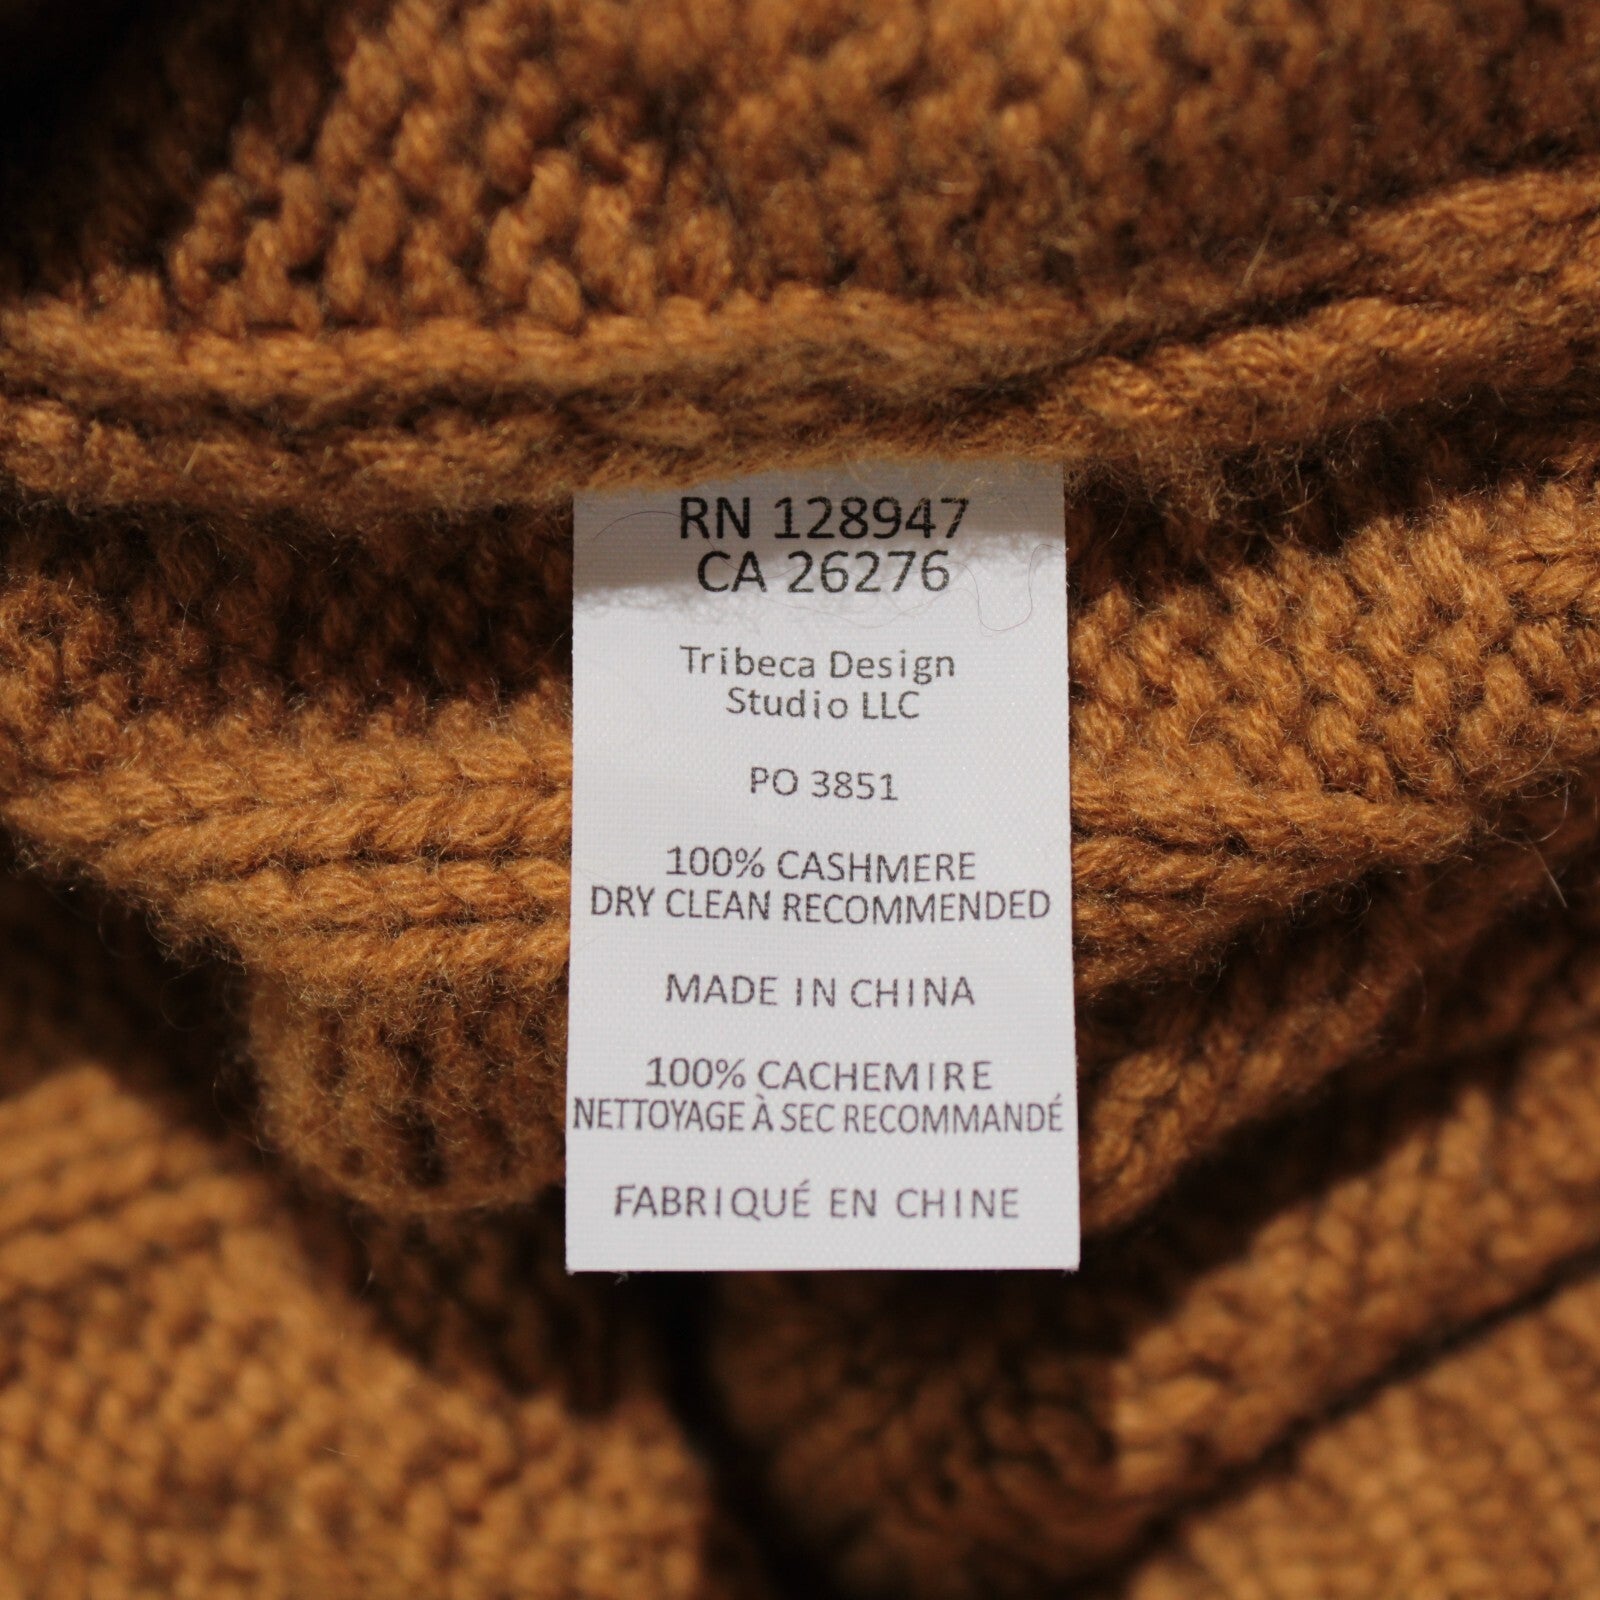 RN 128947
CA 26276
Tribeca Design
Studio LLC
PO 3851
100% CASHMERE
DRY CLEAN RECOMMENDED
MADE IN CHINA
100% CACHEMIRE
NETTOYAGE À SEC RECOMMANDÉ
FABRIQUÉ EN CHINE